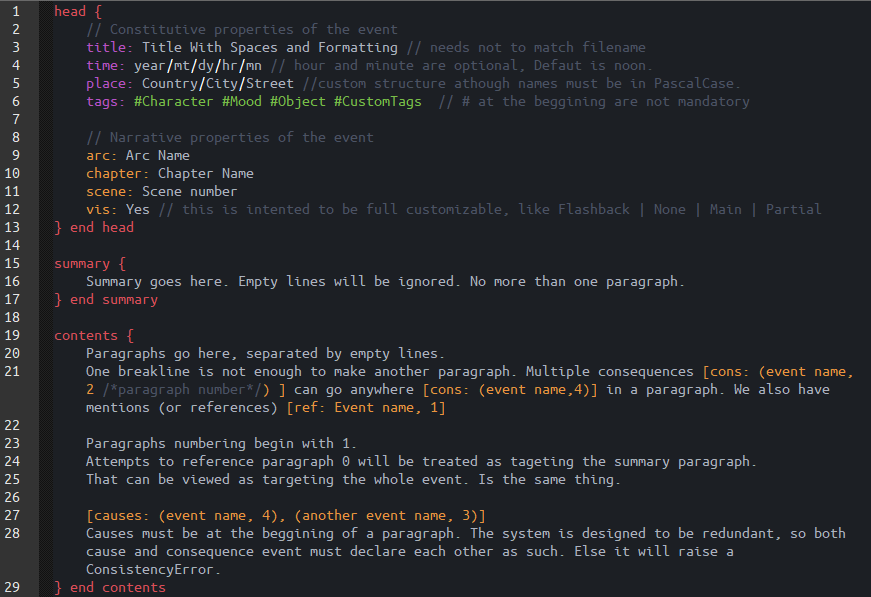 1 head {
2 // Constitutive properties of the event
3 title: Title With Spaces and Formatting // needs not to match filename
4 time: year/mt/dy/hr/mn // hour and minute are optional, Defaut is noon.
5 place: Country/City/Street //custom structure athough names must be in PascalCase.
6 tags: #Character #Mood #Object #CustomTags // # at the beggining are not mandatory
7
8 // Narrative properties of the event
9 arc: Arc Name
10 chapter: Chapter Name
11 scene: Scene number
12 vis: Yes // this is intented to be full customizable, like Flashback | None | Main | Partial
13 } end head
14
15 summary {
16 Summary goes here. Empty lines will be ignored. No more than one paragraph.
17 } end summary
18
19 contents {
20 Paragraphs go here, separated by empty lines.
21 One breakline is not enough to make another paragraph. Multiple consequences [cons: (event name,
2 /*paragraph number*/) ] can go anywhere [cons: (event name,4)] in a paragraph. We also have
mentions (or references) [ref: Event name, 1]
22
23 Paragraphs numbering begin with 1.
24 Attempts to reference paragraph 0 will be treated as tageting the summary paragraph.
25 That can be viewed as targeting the whole event. Is the same thing.
26
27 [causes: (event name, 4), (another event name, 3)]
28 Causes must be at the beggining of a paragraph. The system is designed to be redundant, so both
cause and consequence event must declare each other as such. Else it will raise a
ConsistencyError.
29 } end contents